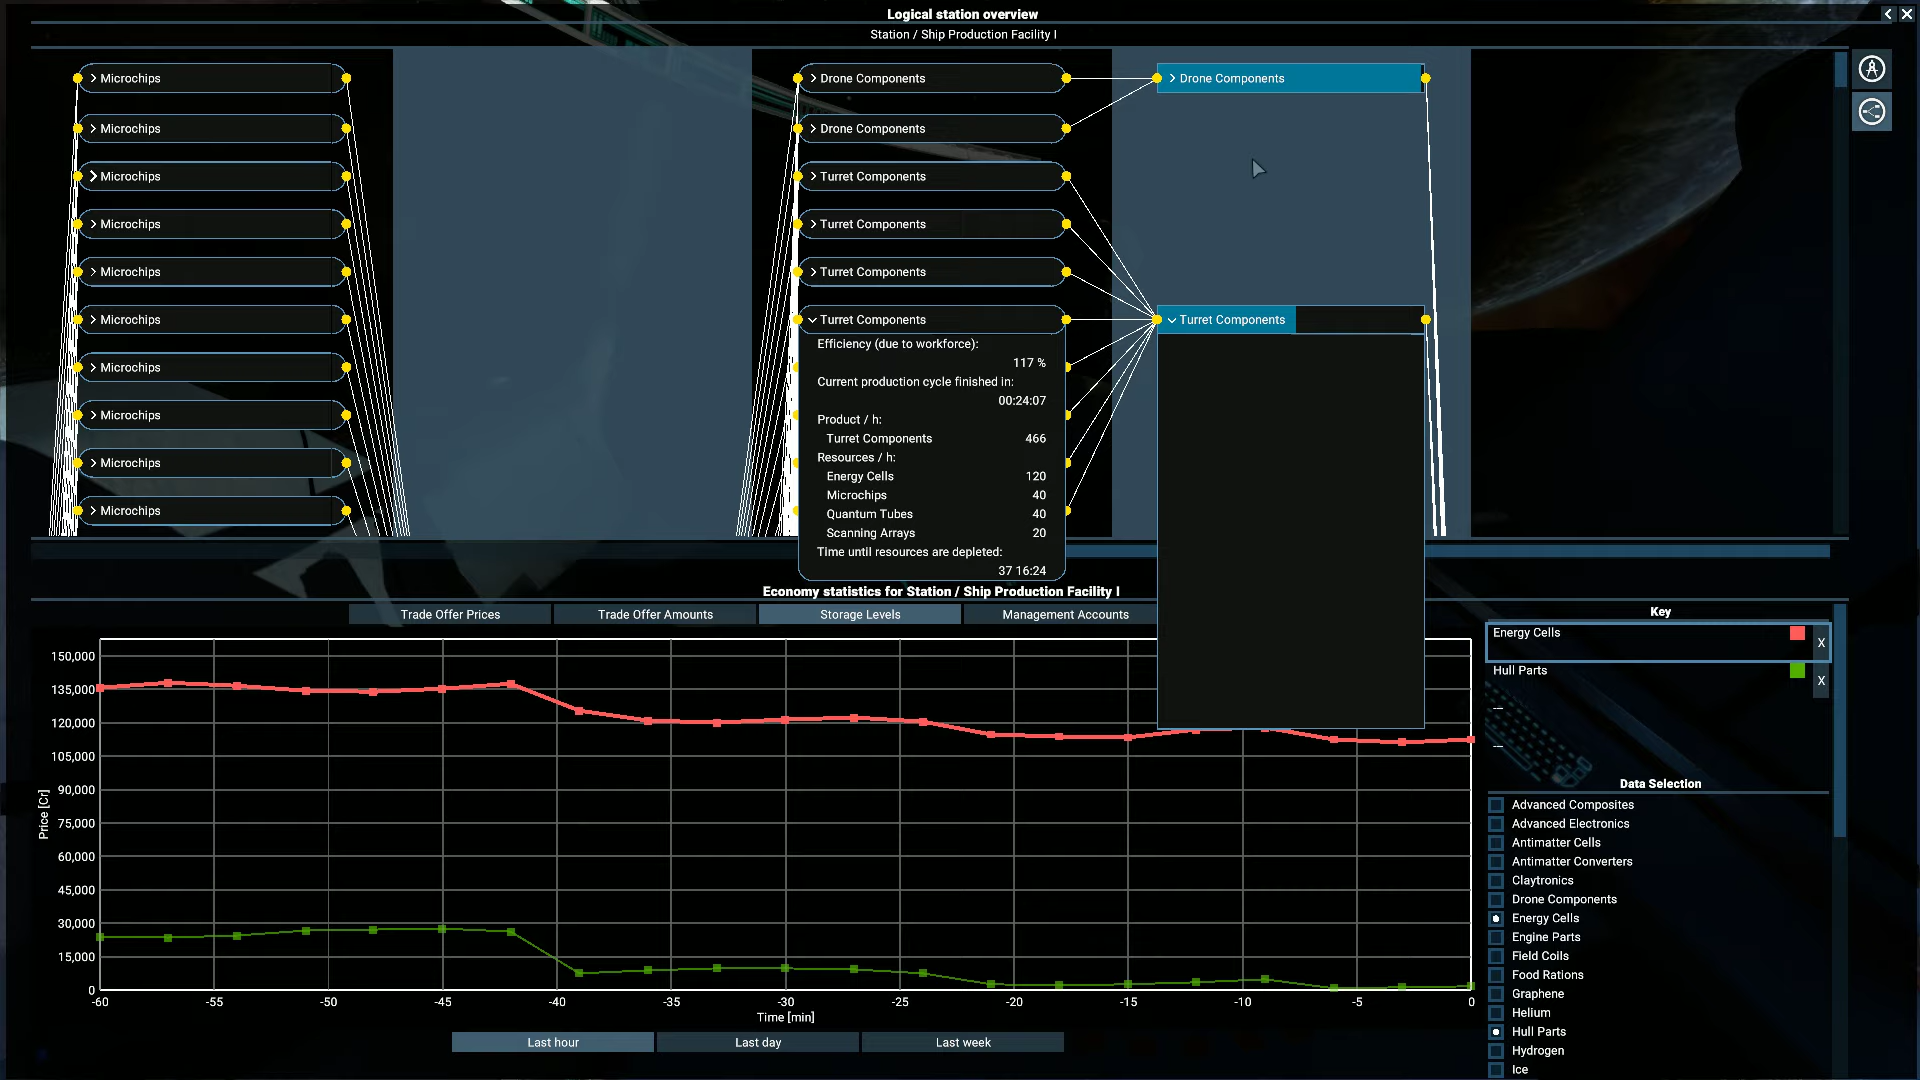 Logical station overview
Station / Ship Production Facility I
Microchips
Drone Components
Drone Components
Microchips
Drone Components
Microchips
Turret Components
Microchips
Turret Components
Microchips
Turret Components
Microchips
Turret Components
Turret Components
Microchips
Microchips
Microchips
Microchips
Efficiency (due to workforce):
117 %
Current production cycle finished in:
00:24:07
Product / h:
Turret Components 466
Resources / h:
Energy Cells 120
Microchips 40
Quantum Tubes 40
Scanning Arrays 20
Time until resources are depleted:
37 16:24
Economy statistics for Station / Ship Production Facility I
Trade Offer Prices
Trade Offer Amounts
Storage Levels
Management Accounts
Price [Cr]
150,000
135,000
120,000
105,000
90,000
75,000
60,000
45,000
30,000
15,000
0
-60 -55 -50 -45 -40 -35 -30 -25 -20 -15 -10 -5 0
Time [min]
Last hour
Last day
Last week
Key
Energy Cells X
Hull Parts X
---
---
Data Selection
Advanced Composites
Advanced Electronics
Antimatter Cells
Antimatter Converters
Claytronics
Drone Components
Energy Cells
Engine Parts
Field Coils
Food Rations
Graphene
Helium
Hull Parts
Hydrogen
Ice